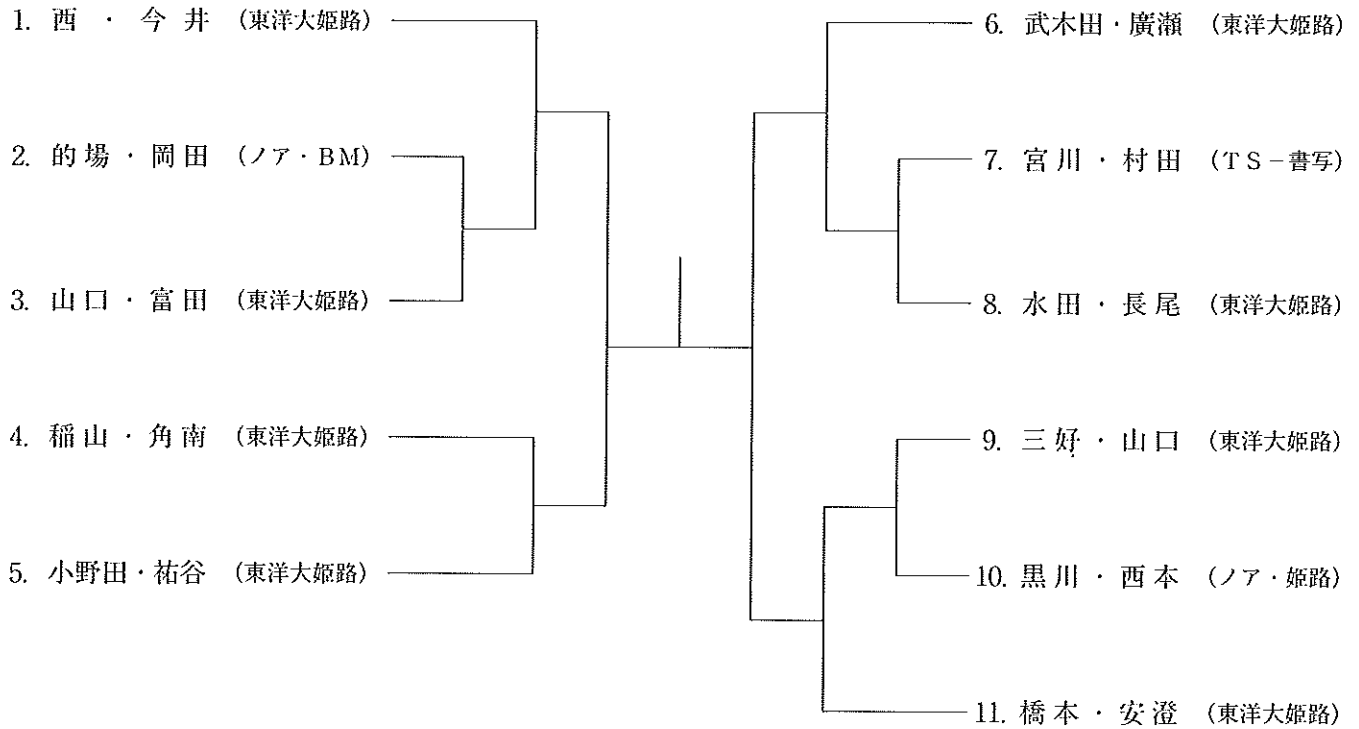 1. 西・今井 (東洋大姫路)
2. 的場・岡田 (ノア・BM)
3. 山口・富田 (東洋大姫路)
4. 稲山・角南 (東洋大姫路)
5. 小野田・祐谷 (東洋大姫路)
6. 武木田・廣瀬 (東洋大姫路)
7. 宮川・村田 (TS-書写)
8. 水田・長尾 (東洋大姫路)
9. 三好・山口 (東洋大姫路)
10. 黒川・西本 (ノア・姫路)
11. 橋本・安澄 (東洋大姫路)